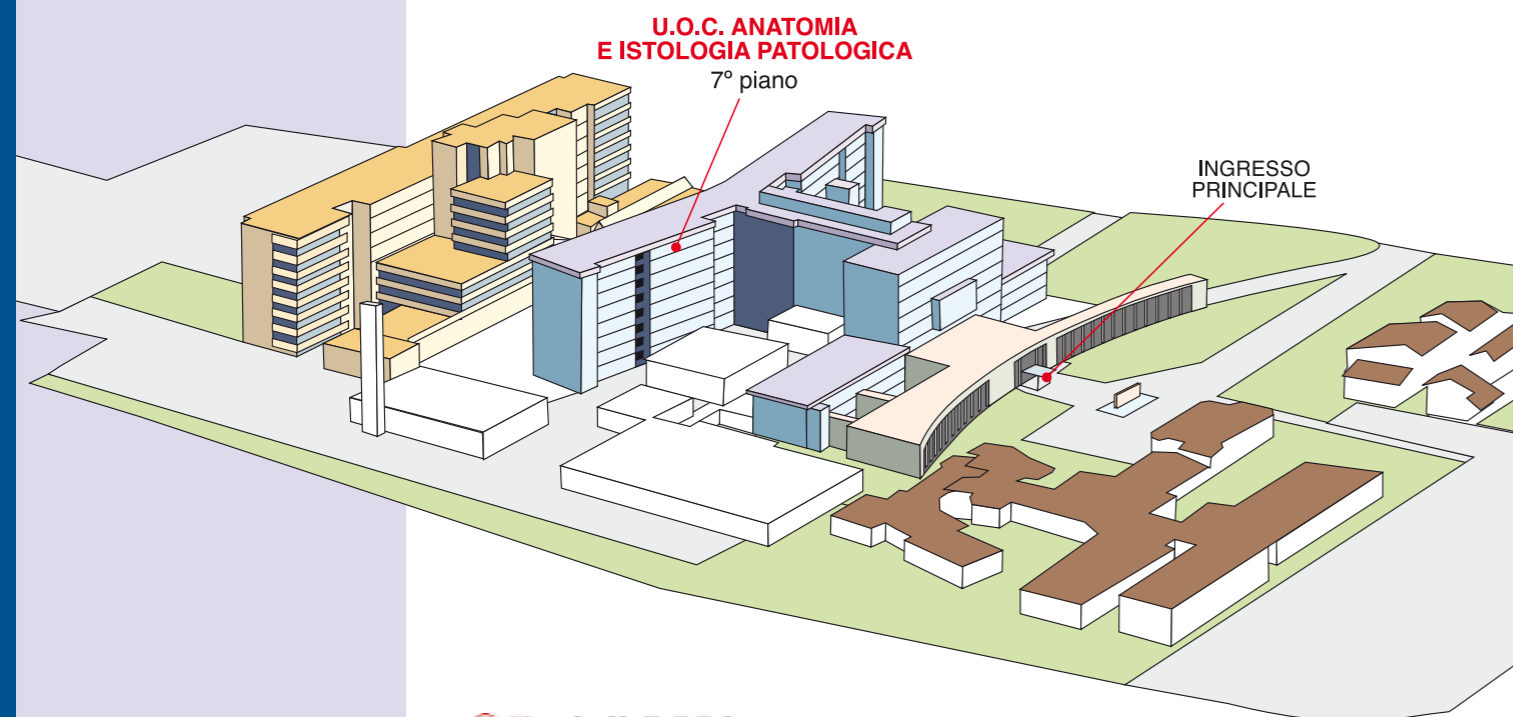 U.O.C. ANATOMIA
E ISTOLOGIA PATOLOGICA
7º piano
INGRESSO
PRINCIPALE